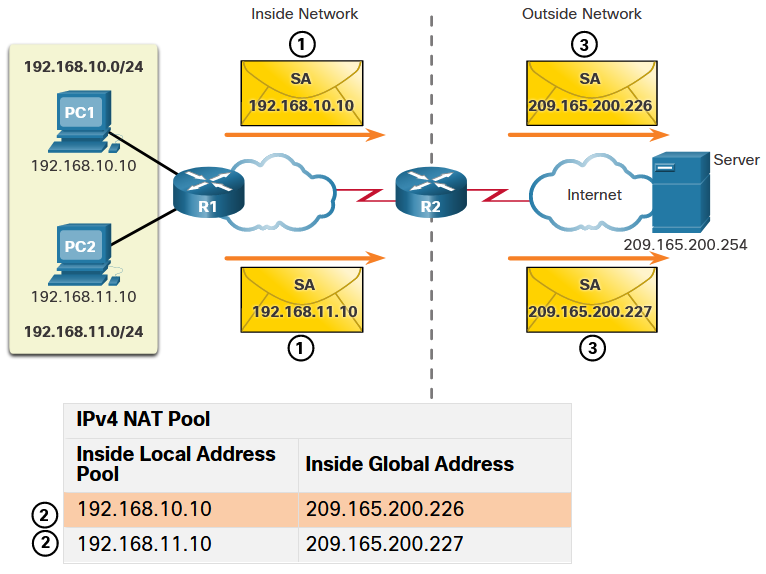 Inside Network
Outside Network
1
3
192.168.10.0/24
SA
192.168.10.10
SA
209.165.200.226
PC1
192.168.10.10
Server
R1
R2
Internet
PC2
209.165.200.254
192.168.11.10
192.168.11.0/24
SA
192.168.11.10
SA
209.165.200.227
1
3
IPv4 NAT Pool
Inside Local Address
Pool
Inside Global Address
2
192.168.10.10
209.165.200.226
2
192.168.11.10
209.165.200.227